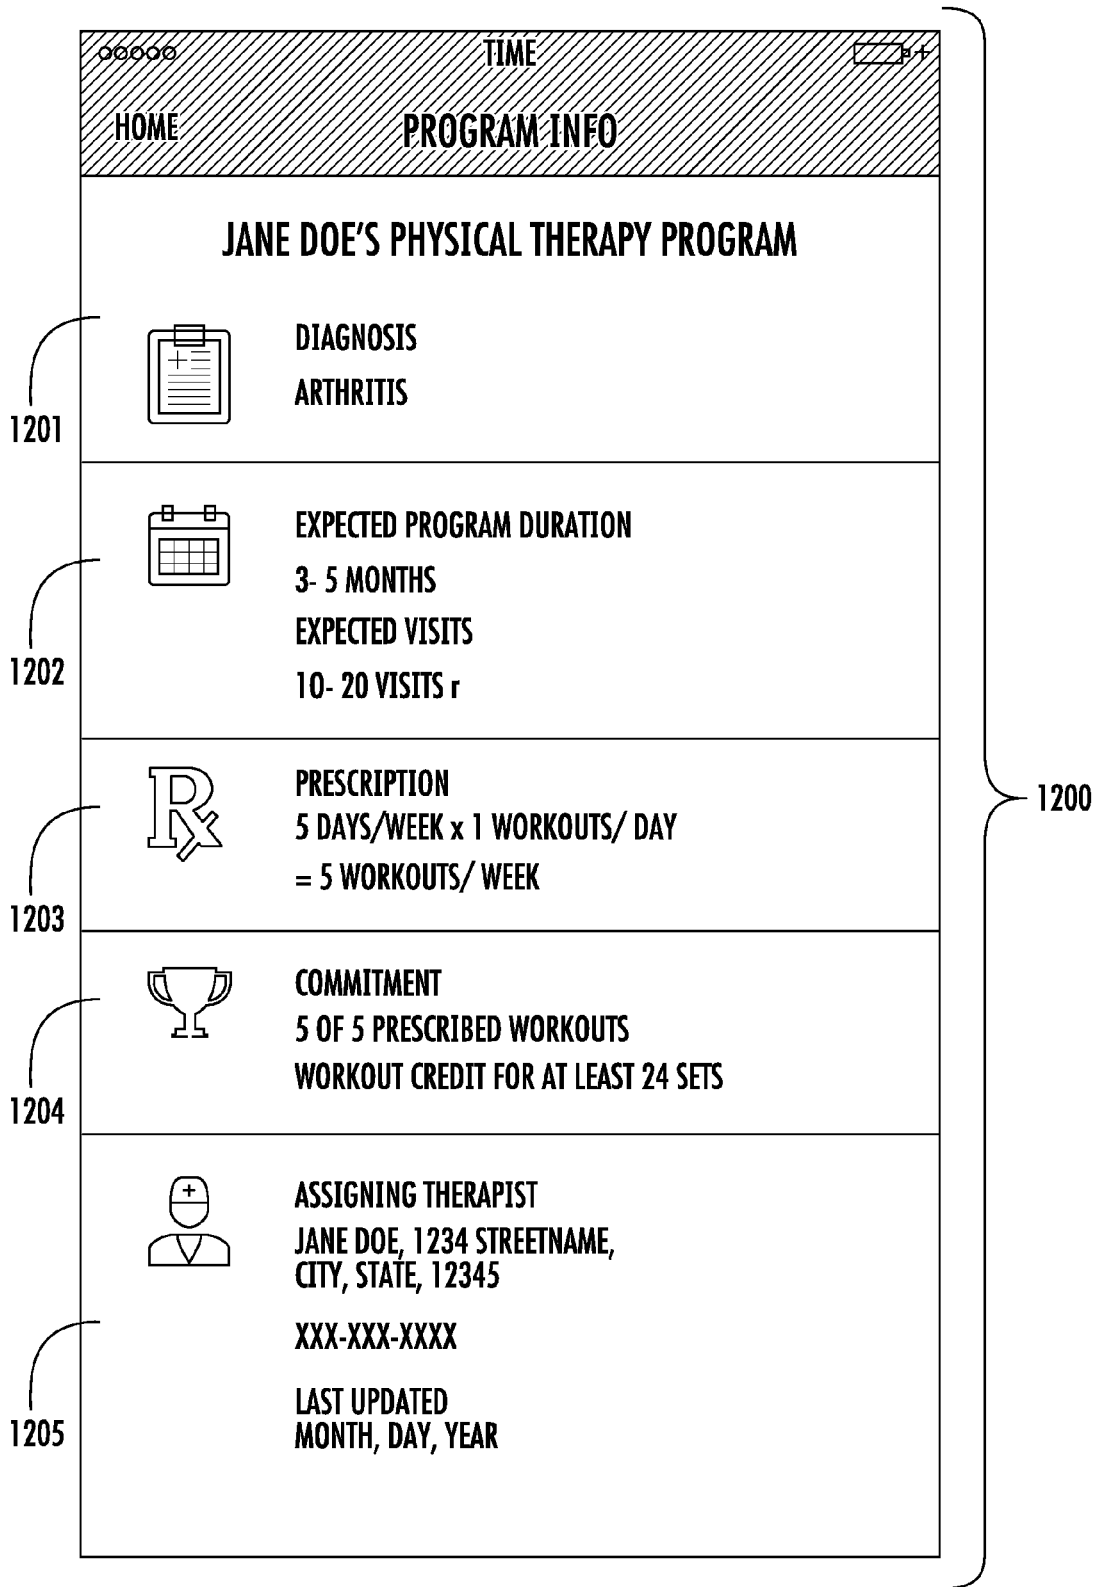 TIME
HOME
PROGRAM INFO
JANE DOE'S PHYSICAL THERAPY PROGRAM
1201
DIAGNOSIS
ARTHRITIS
1202
EXPECTED PROGRAM DURATION
3- 5 MONTHS
EXPECTED VISITS
10- 20 VISITS r
1200
1203
Rx
PRESCRIPTION
5 DAYS/WEEK x 1 WORKOUTS/ DAY
= 5 WORKOUTS/ WEEK
1204
COMMITMENT
5 OF 5 PRESCRIBED WORKOUTS
WORKOUT CREDIT FOR AT LEAST 24 SETS
1205
ASSIGNING THERAPIST
JANE DOE, 1234 STREETNAME,
CITY, STATE, 12345
XXX-XXX-XXXX
LAST UPDATED
MONTH, DAY, YEAR